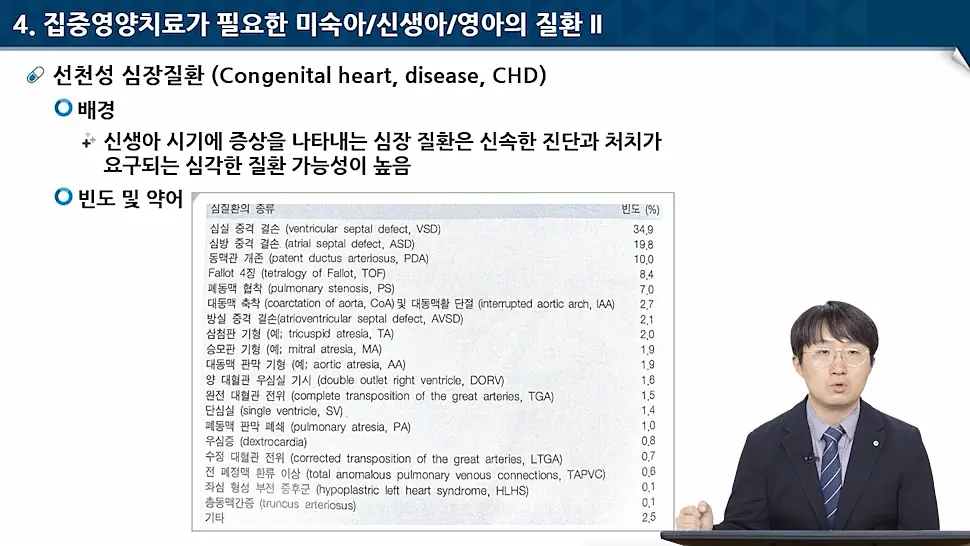 4. 집중영양치료가 필요한 미숙아/신생아/영아의 질환 II
선천성 심장질환 (Congenital heart, disease, CHD)
배경
신생아 시기에 증상을 나타내는 심장 질환은 신속한 진단과 처치가
요구되는 심각한 질환 가능성이 높음
빈도 및 약어
심질환의 종류 빈도 (%)
심실 중격 결손 (ventricular septal defect, VSD) 34.9
심방 중격 결손 (atrial septal defect, ASD) 19.8
동맥관 개존 (patent ductus arteriosus, PDA) 10.0
Fallot 4징 (tetralogy of Fallot, TOF) 8.4
폐동맥 협착 (pulmonary stenosis, PS) 7.0
대동맥 축착 (coarctation of aorta, CoA) 및 대동맥활 단절 (interrupted aortic arch, IAA) 2.7
방실 중격 결손(atrioventricular septal defect, AVSD) 2.1
삼첨판 기형 (예; tricuspid atresia, TA) 2.0
승모판 기형 (예; mitral atresia, MA) 1.9
대동맥 판막 기형 (예; aortic atresia, AA) 1.9
양 대혈관 우심실 기시 (double outlet right ventricle, DORV) 1.6
완전 대혈관 전위 (complete transposition of the great arteries, TGA) 1.5
단심실 (single ventricle, SV) 1.4
폐동맥 판막 폐쇄 (pulmonary atresia, PA) 1.0
우심증 (dextrocardia) 0.8
수정 대혈관 전위 (corrected transposition of the great arteries, LTGA) 0.7
전 폐정맥 환류 이상 (total anomalous pulmonary venous connections, TAPVC) 0.6
좌심 형성 부전 증후군 (hypoplastic left heart syndrome, HLHS) 0.1
총동맥간증 (truncus arteriosus) 0.1
기타 2.5